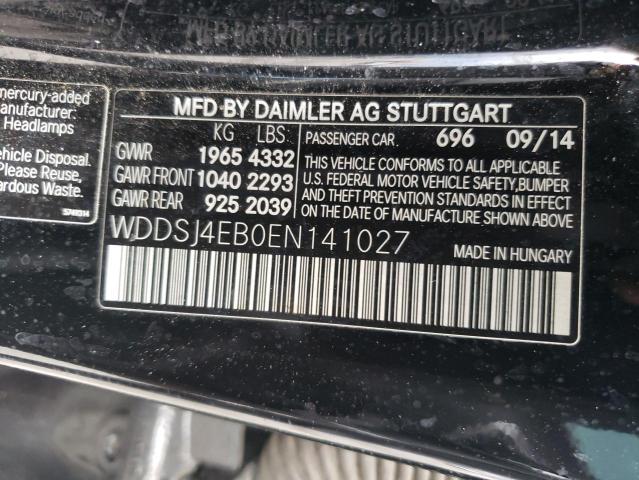 mercury-added
Manufacturer:
Headlamps
Vehicle Disposal.
Please Reuse,
Hazardous Waste.
MFD BY DAIMLER AG STUTTGART
KG LBS
PASSENGER CAR. 696 09/14
GVWR 1965 4332
GAWR FRONT 1040 2293
GAWR REAR 925 2039
THIS VEHICLE CONFORMS TO ALL APPLICABLE
U.S. FEDERAL MOTOR VEHICLE SAFETY, BUMPER
AND THEFT PREVENTION STANDARDS IN EFFECT
ON THE DATE OF MANUFACTURE SHOWN ABOVE.
WDDSJ4EB0EN141027
MADE IN HUNGARY